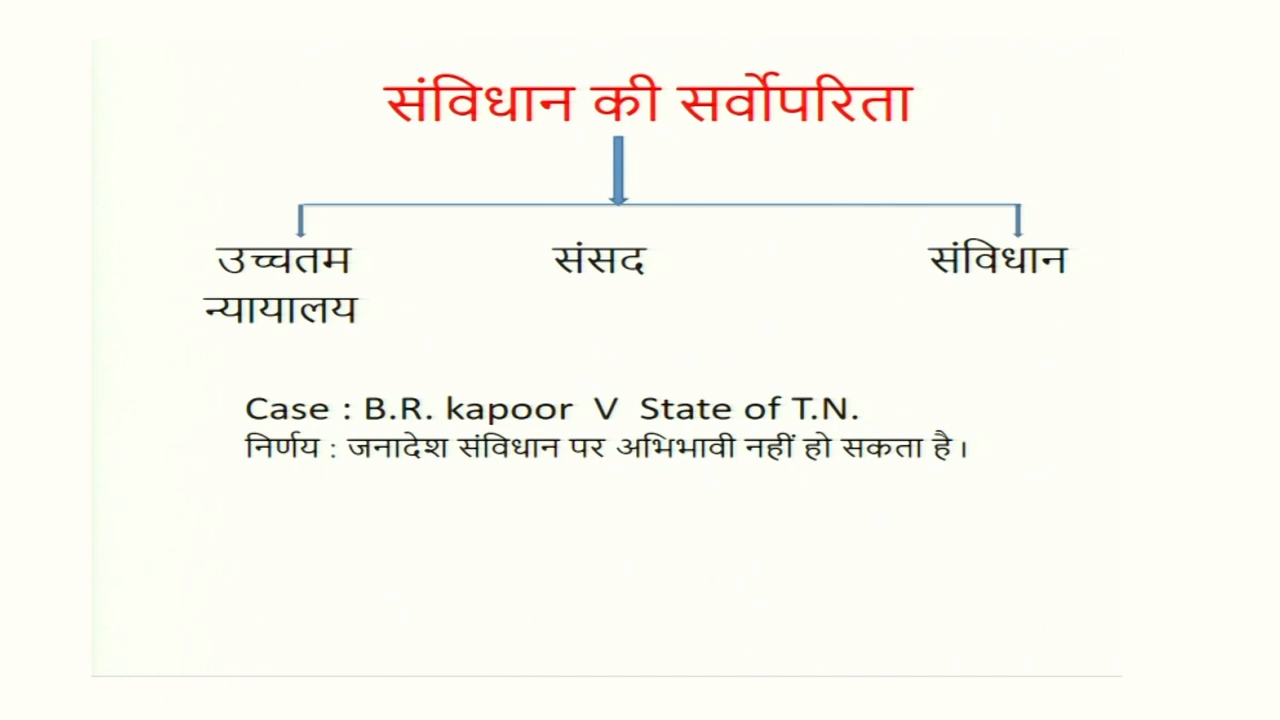 संविधान की सर्वोपरिता
उच्चतम
न्यायालय
संसद
संविधान
Case : B.R. kapoor V State of T.N.
निर्णय : जनादेश संविधान पर अभिभावी नहीं हो सकता है।